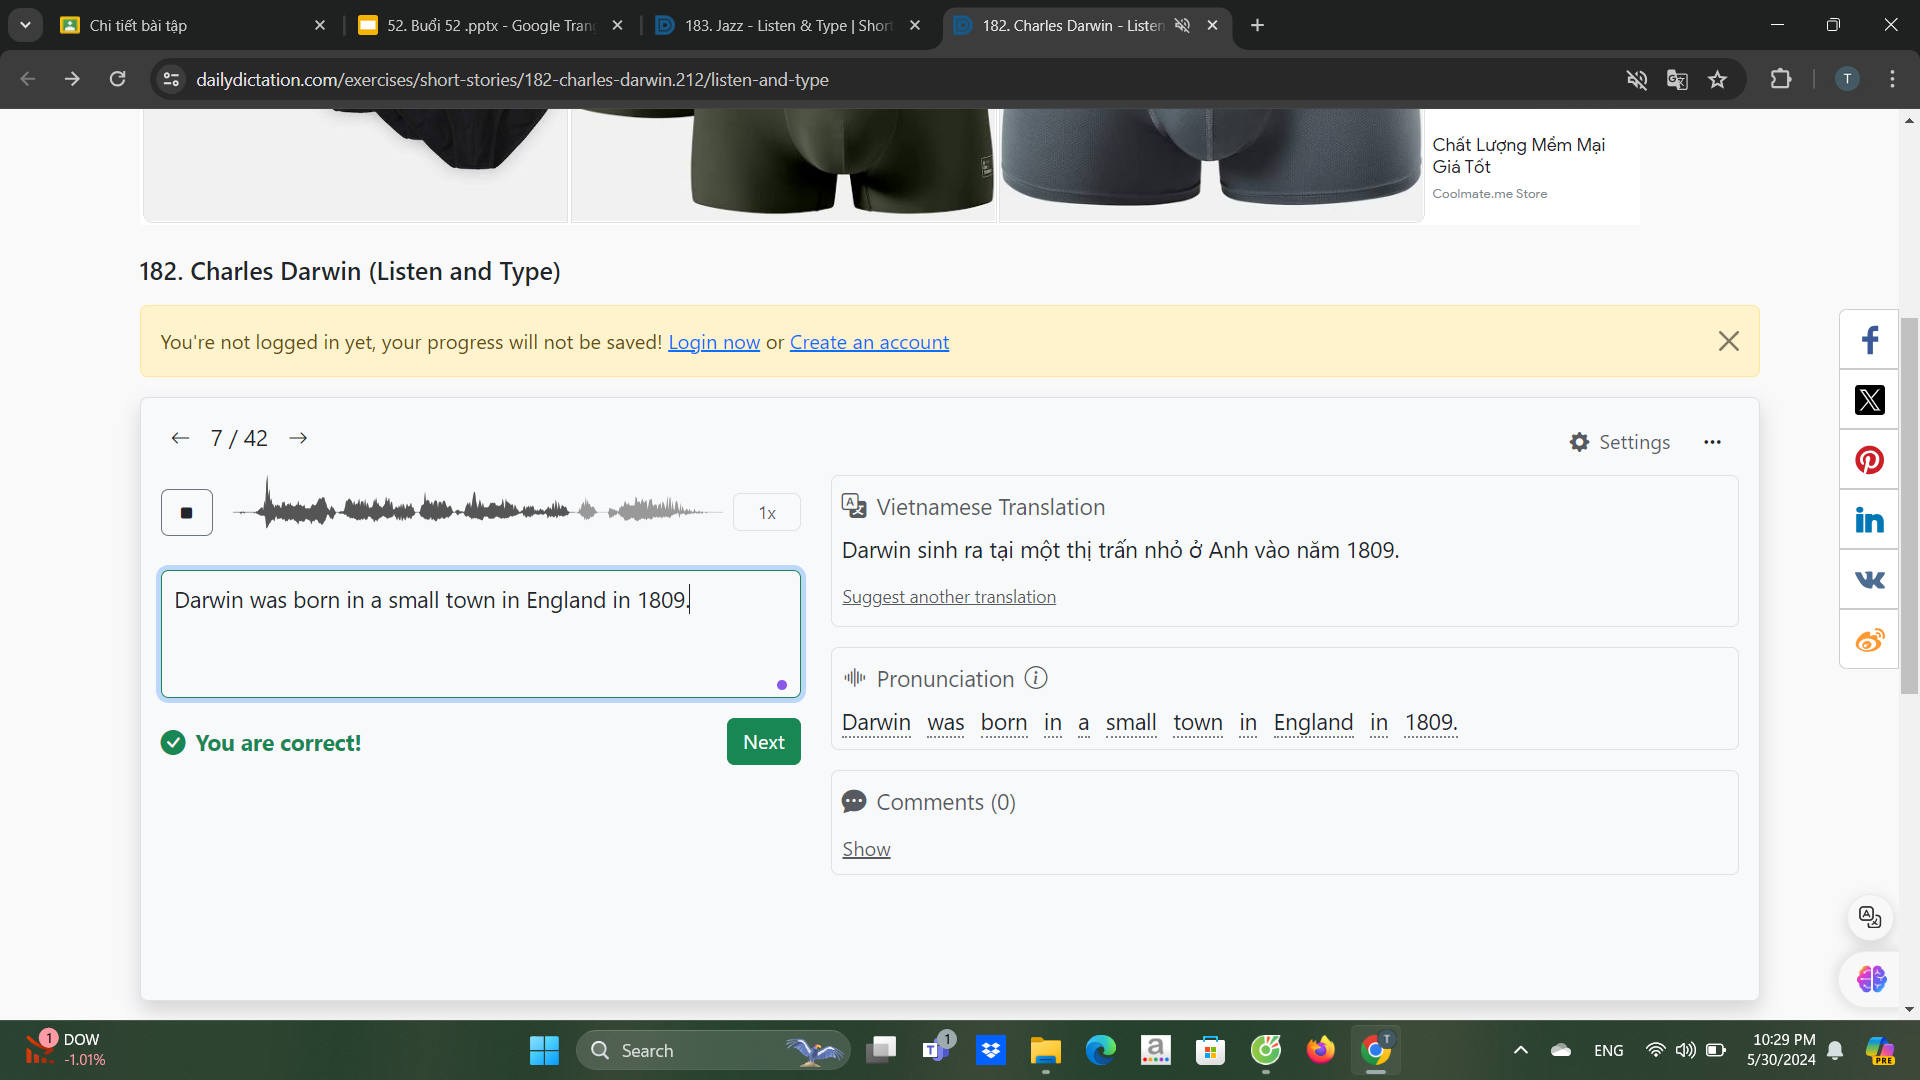 Chi tiết bài tập
52. Buổi 52 .pptx - Google Tran
183. Jazz - Listen & Type | Short
182. Charles Darwin - Listen
dailydictation.com/exercises/short-stories/182-charles-darwin.212/listen-and-type
T
Chất Lượng Mềm Mại
Giá Tốt
Coolmate.me Store
182. Charles Darwin (Listen and Type)
You're not logged in yet, your progress will not be saved! Login now or Create an account
7 / 42
Settings
1x
Vietnamese Translation
Darwin sinh ra tại một thị trấn nhỏ ở Anh vào năm 1809.
Suggest another translation
Darwin was born in a small town in England in 1809.
Pronunciation
Darwin was born in a small town in England in 1809.
You are correct!
Next
Comments (0)
Show
1
DOW
-1.01%
Search
1
ENG
10:29 PM
5/30/2024
PRE